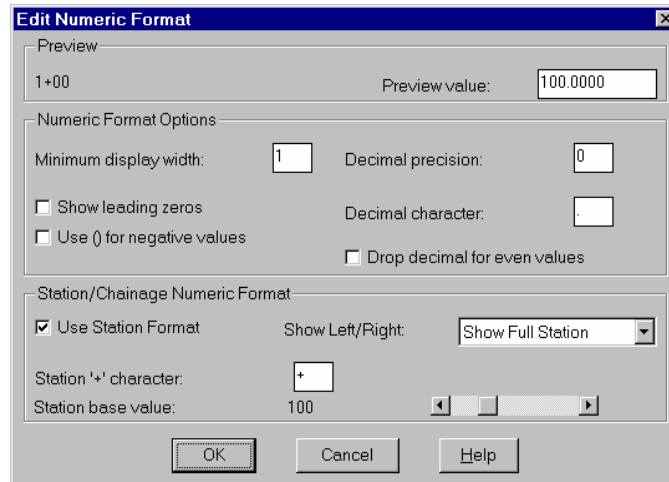 Edit Numeric Format
Preview
1+00
Preview value: 100.0000
Numeric Format Options
Minimum display width: 1
Decimal precision: 0
Show leading zeros
Decimal character: .
Use () for negative values
Drop decimal for even values
Station/Chainage Numeric Format
Use Station Format
Show Left/Right: Show Full Station
Station '+' character: +
Station base value: 100
OK
Cancel
Help